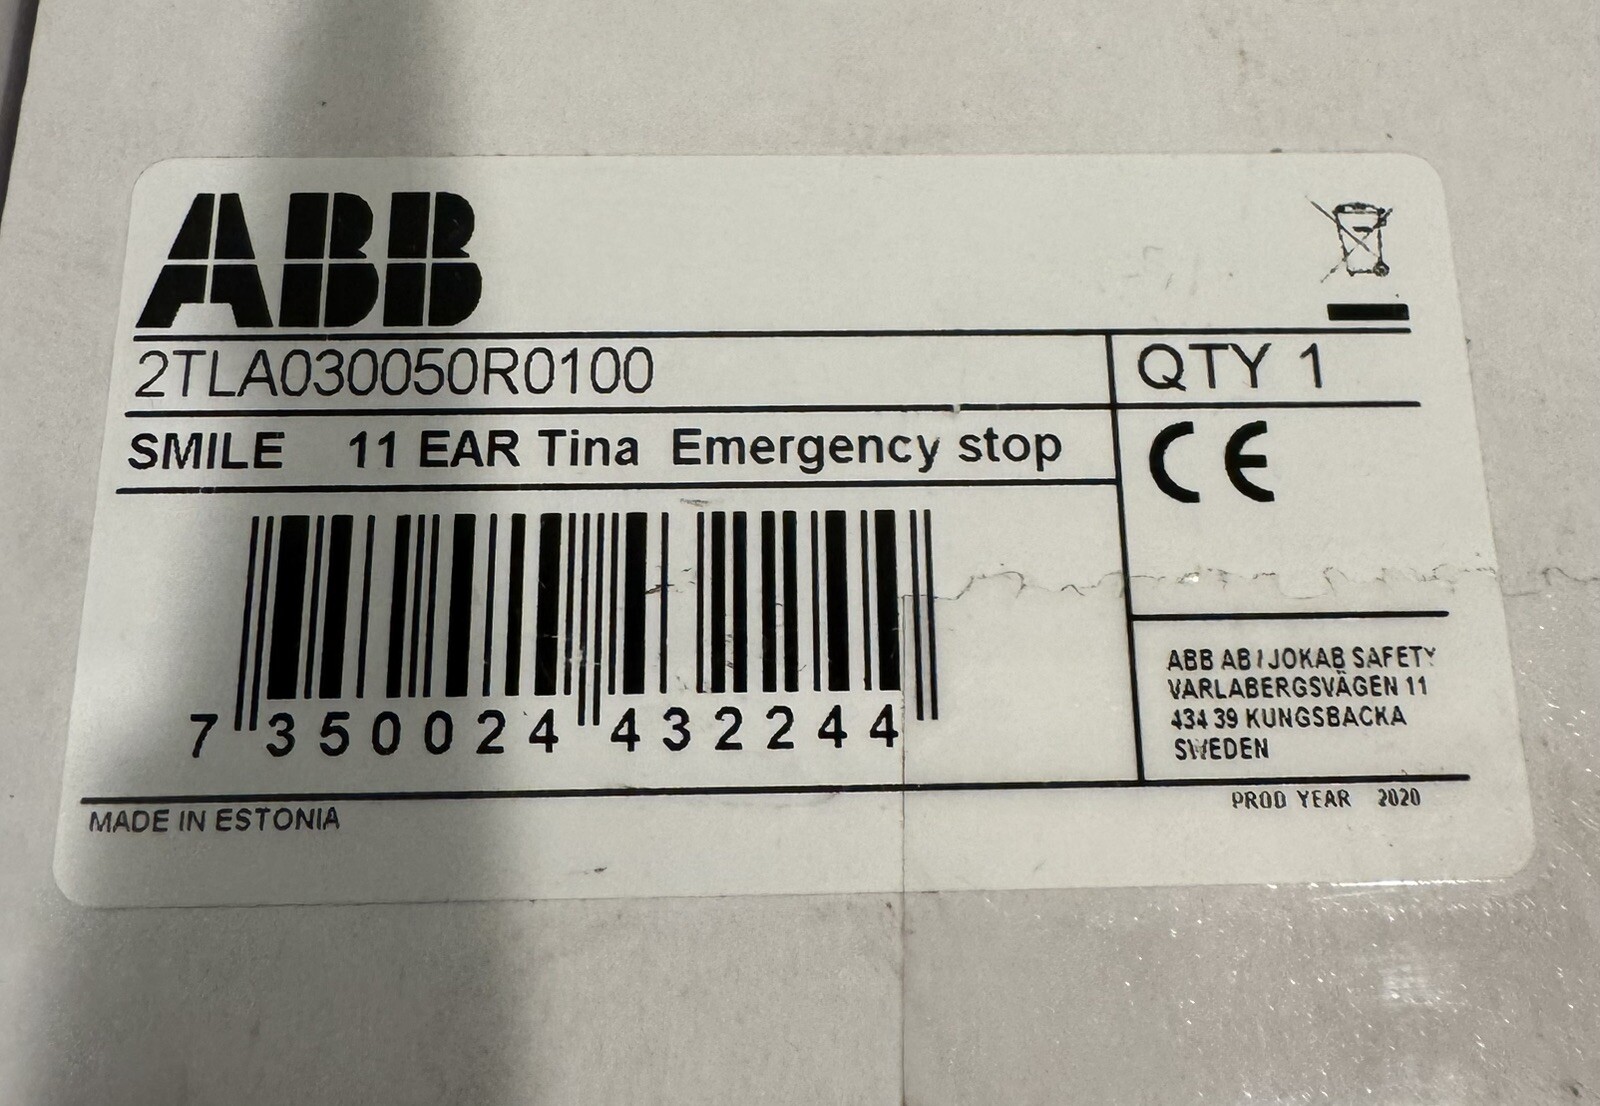 ABB
2TLA030050R0100
QTY 1
SMILE 11 EAR Tina Emergency stop
CE
7 350024 432244
ABB AB / JOKAB SAFETY
VARLABERGSVÄGEN 11
434 39 KUNGSBACKA
SWEDEN
MADE IN ESTONIA
PROD YEAR 2020